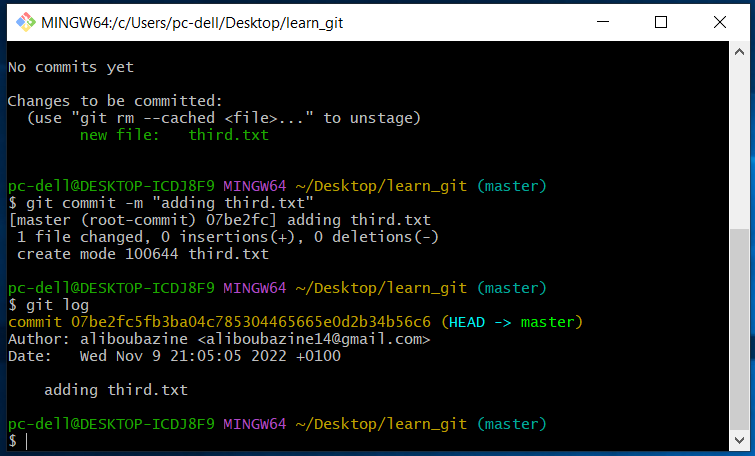 MINGW64:/c/Users/pc-dell/Desktop/learn_git
No commits yet
Changes to be committed:
  (use "git rm --cached <file>..." to unstage)
        new file:   third.txt
pc-dell@DESKTOP-ICDJ8F9 MINGW64 ~/Desktop/learn_git (master)
$ git commit -m "adding third.txt"
[master (root-commit) 07be2fc] adding third.txt
 1 file changed, 0 insertions(+), 0 deletions(-)
 create mode 100644 third.txt
pc-dell@DESKTOP-ICDJ8F9 MINGW64 ~/Desktop/learn_git (master)
$ git log
commit 07be2fc5fb3ba04c785304465665e0d2b34b56c6 (HEAD -> master)
Author: aliboubazine <aliboubazine14@gmail.com>
Date:   Wed Nov 9 21:05:05 2022 +0100
    adding third.txt
pc-dell@DESKTOP-ICDJ8F9 MINGW64 ~/Desktop/learn_git (master)
$